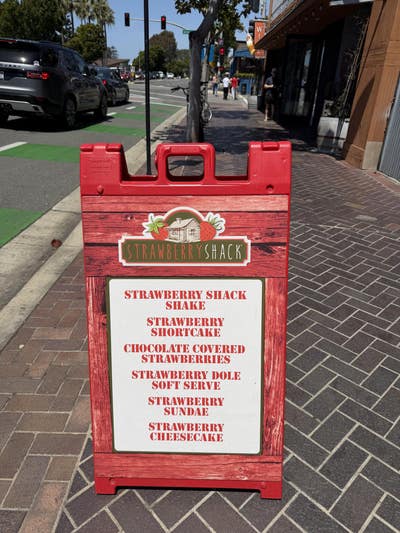 STRAWBERRY SHACK
STRAWBERRY SHACK
SHAKE
STRAWBERRY
SHORTCAKE
CHOCOLATE COVERED
STRAWBERRIES
STRAWBERRY DOLE
SOFT SERVE
STRAWBERRY
SUNDAE
STRAWBERRY
CHEESECAKE